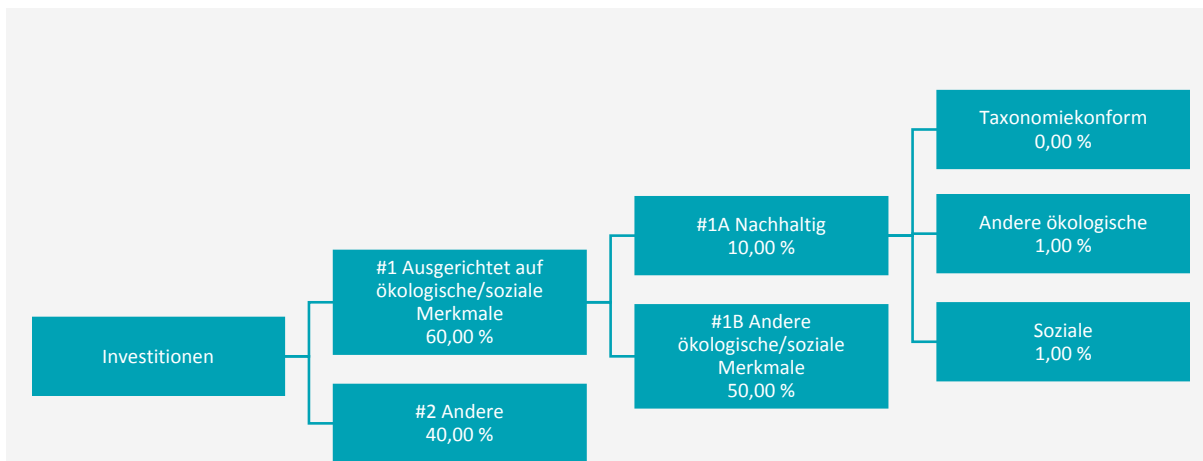 Investitionen
#1 Ausgerichtet auf
ökologische/soziale
Merkmale
60,00 %
#2 Andere
40,00 %
#1A Nachhaltig
10,00 %
#1B Andere
ökologische/soziale
Merkmale
50,00 %
Taxonomiekonform
0,00 %
Andere ökologische
1,00 %
Soziale
1,00 %